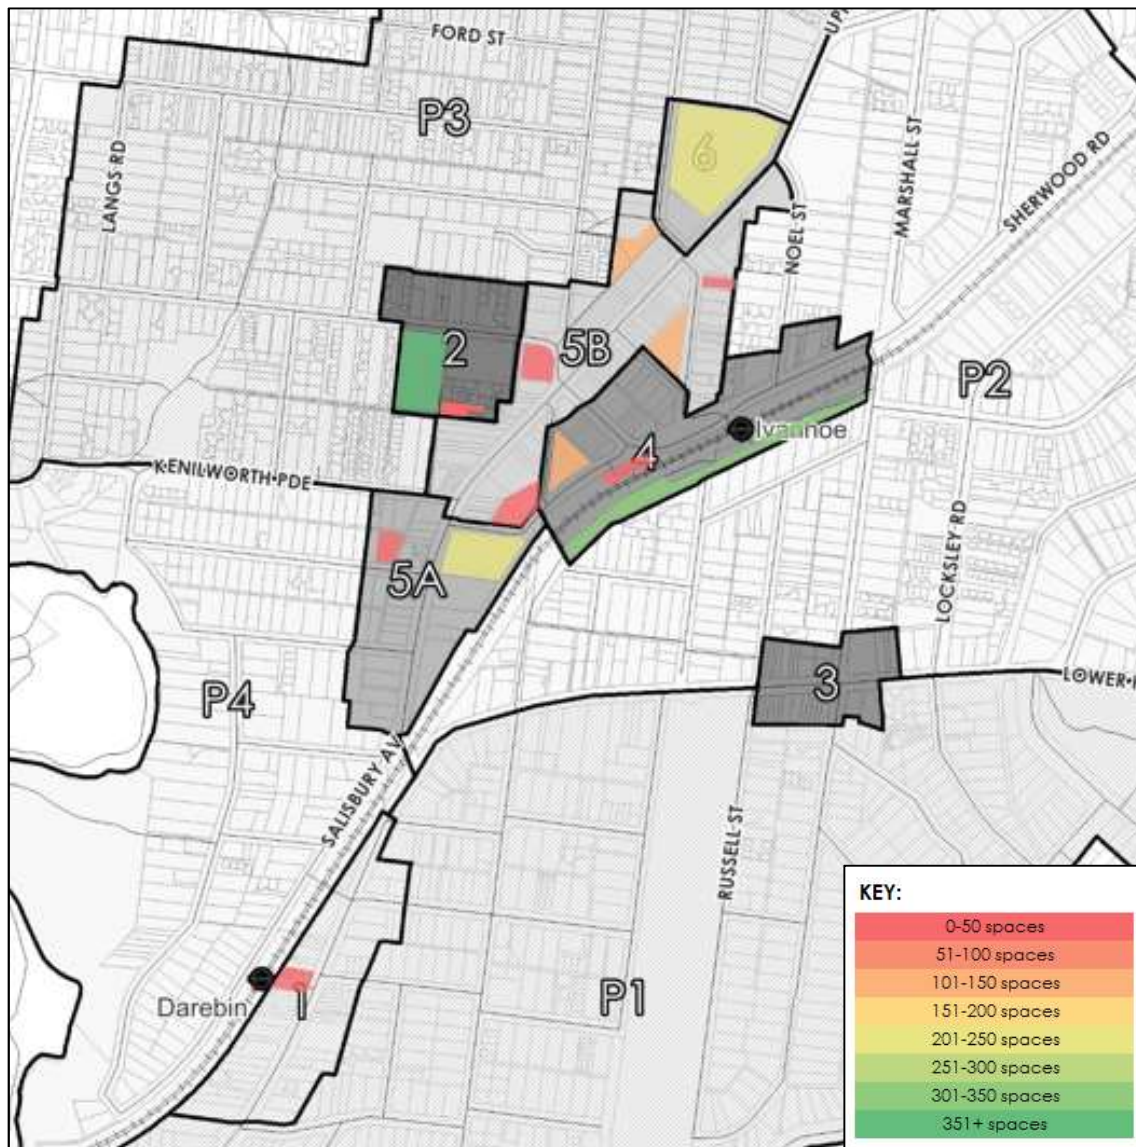 FORD ST
P3
LANGS RD
6
MARSHALL ST
SHERWOOD RD
NOEL ST
2
5B
P2
4
Ivanhoe
KENILWORTH PDE
5A
LOCKSLEY RD
P4
3
SALISBURY AV
RUSSELL ST
Darebin
1
P1
KEY:
0-50 spaces
51-100 spaces
101-150 spaces
151-200 spaces
201-250 spaces
251-300 spaces
301-350 spaces
351+ spaces